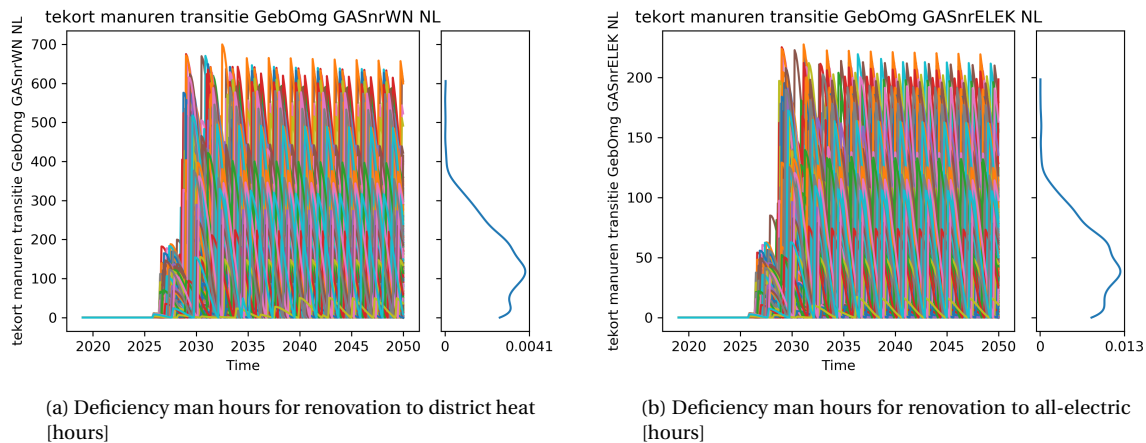 tekort manuren transitie GebOmg GASnrWN NL
tekort manuren transitie GebOmg GASnrWN NL
700
600
500
400
300
200
100
0
2020 2025 2030 2035 2040 2045 2050
Time
0 0.0041
(a) Deficiency man hours for renovation to district heat
[hours]
tekort manuren transitie GebOmg GASnrELEK NL
tekort manuren transitie GebOmg GASnrELEK NL
200
150
100
50
0
2020 2025 2030 2035 2040 2045 2050
Time
0 0.013
(b) Deficiency man hours for renovation to all-electric
[hours]